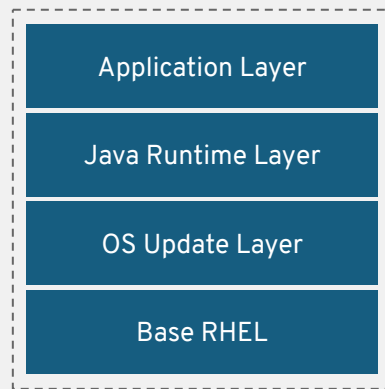 Application Layer
Java Runtime Layer
OS Update Layer
Base RHEL